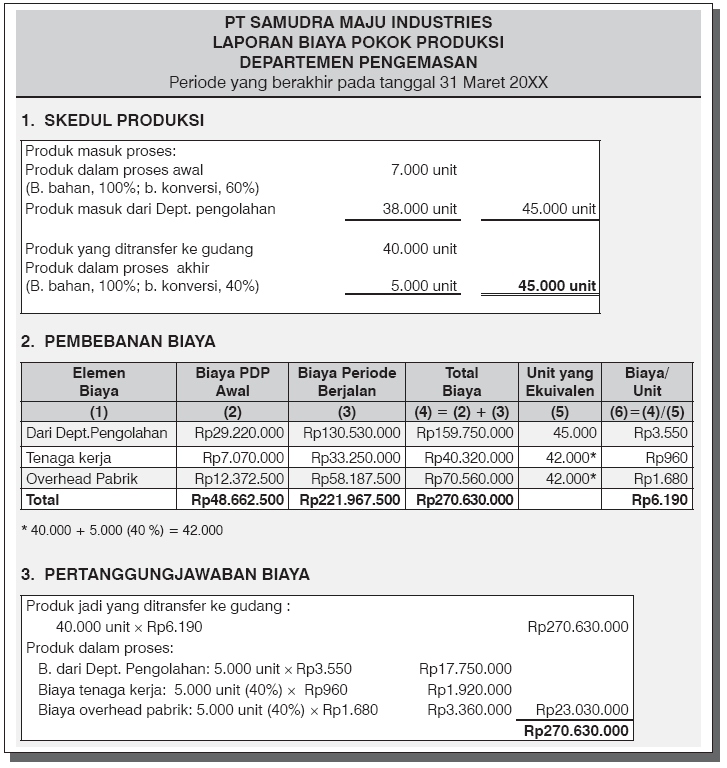 PT SAMUDRA MAJU INDUSTRIES
LAPORAN BIAYA POKOK PRODUKSI
DEPARTEMEN PENGEMASAN
Periode yang berakhir pada tanggal 31 Maret 20XX
1. SKEDUL PRODUKSI
Produk masuk proses:
Produk dalam proses awal 7.000 unit
(B. bahan, 100%; b. konversi, 60%)
Produk masuk dari Dept. pengolahan 38.000 unit 45.000 unit
Produk yang ditransfer ke gudang 40.000 unit
Produk dalam proses akhir
(B. bahan, 100%; b. konversi, 40%) 5.000 unit 45.000 unit
2. PEMBEBANAN BIAYA
Elemen Biaya PDP Biaya Periode Total Unit yang Biaya/
Biaya Awal Berjalan Biaya Ekuivalen Unit
(1) (2) (3) (4) = (2) + (3) (5) (6)=(4)/(5)
Dari Dept.Pengolahan Rp29.220.000 Rp130.530.000 Rp159.750.000 45.000 Rp3.550
Tenaga kerja Rp7.070.000 Rp33.250.000 Rp40.320.000 42.000* Rp960
Overhead Pabrik Rp12.372.500 Rp58.187.500 Rp70.560.000 42.000* Rp1.680
Total Rp48.662.500 Rp221.967.500 Rp270.630.000 Rp6.190
* 40.000 + 5.000 (40 %) = 42.000
3. PERTANGGUNGJAWABAN BIAYA
Produk jadi yang ditransfer ke gudang :
40.000 unit × Rp6.190 Rp270.630.000
Produk dalam proses:
B. dari Dept. Pengolahan: 5.000 unit × Rp3.550 Rp17.750.000
Biaya tenaga kerja: 5.000 unit (40%) × Rp960 Rp1.920.000
Biaya overhead pabrik: 5.000 unit (40%) × Rp1.680 Rp3.360.000 Rp23.030.000
Rp270.630.000